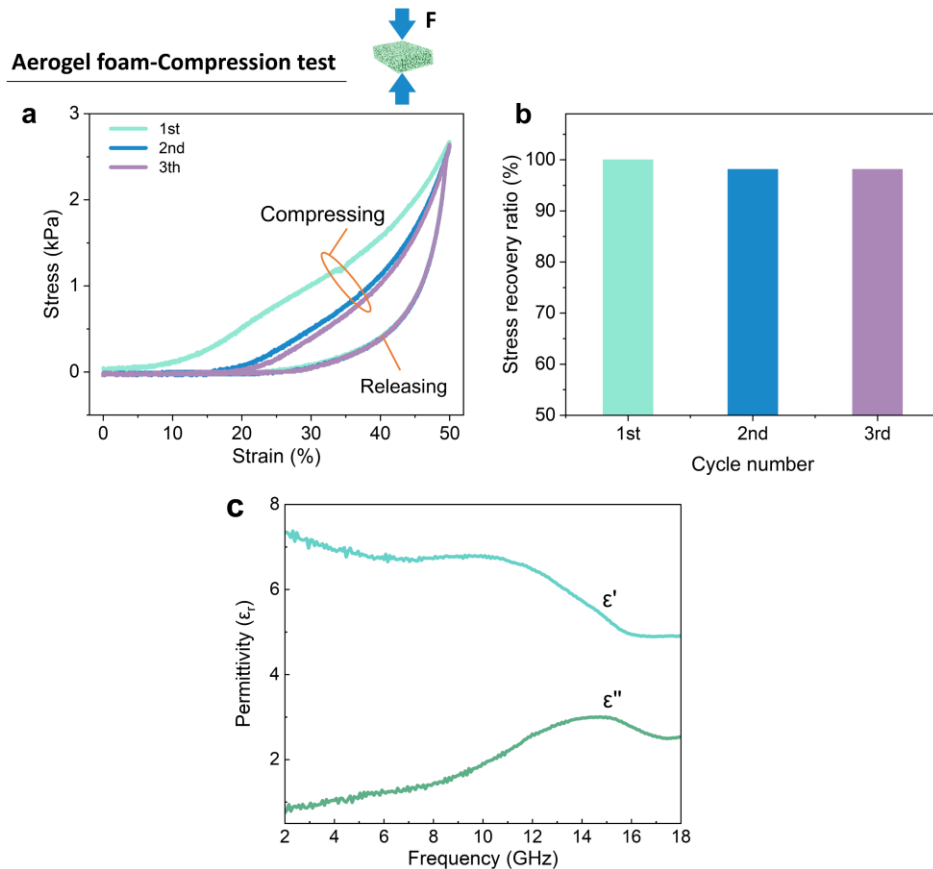 F
Aerogel foam-Compression test
a
3
2
1
0
Stress (kPa)
1st
2nd
3th
Compressing
Releasing
0 10 20 30 40 50
Strain (%)
b
100
90
80
70
60
50
Stress recovery ratio (%)
1st 2nd 3rd
Cycle number
c
8
6
4
2
Permittivity (εr)
ε'
ε"
2 4 6 8 10 12 14 16 18
Frequency (GHz)